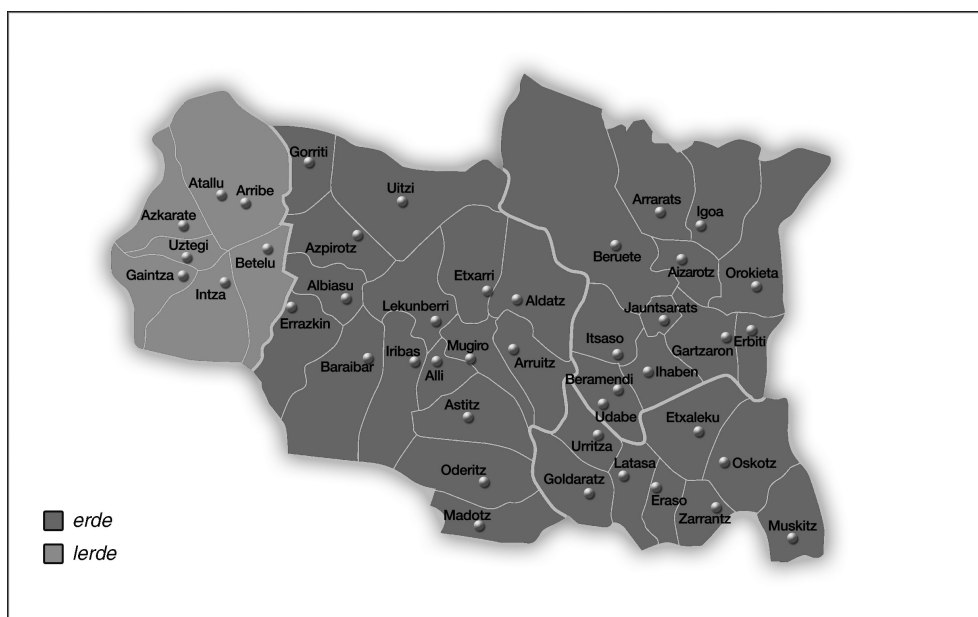 Gorriti
Atallu
Arribe
Uitzi
Arrarats
Igoa
Azkarate
Uztegi
Betelu
Azpirotz
Beruete
Aizarotz
Orokieta
Gaintza
Intza
Albiasu
Etxarri
Aldatz
Errazkin
Lekunberri
Jauntsarats
Itsaso
Gartzaron
Erbiti
Baraibar
Iribas
Mugiro
Alli
Arruitz
Ihaben
Beramendi
Astitz
Udabe
Etxaleku
Urritza
Oderitz
Goldaratz
Latasa
Oskotz
Eraso
Zarrantz
Madotz
Muskitz
erde
lerde